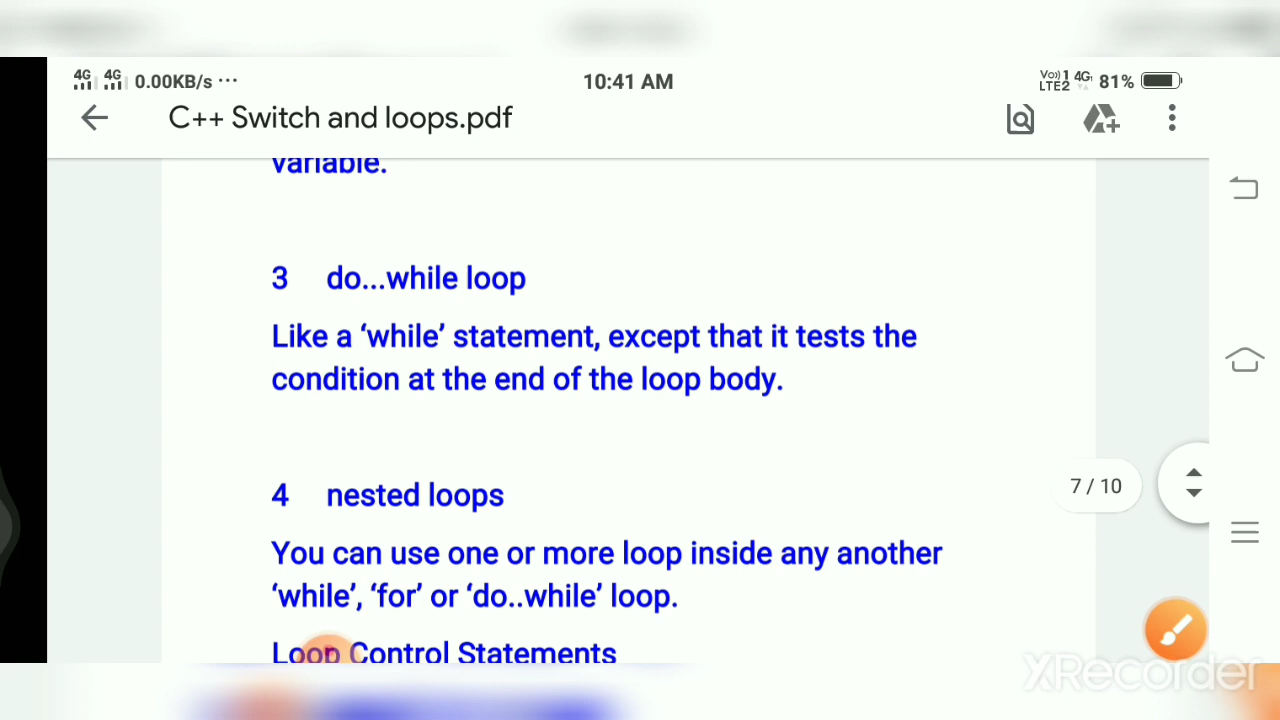 4G 4G 0.00KB/s ... 10:41 AM Vo) 1 4G LTE2 81%
C++ Switch and loops.pdf
variable.
3 do...while loop
Like a ‘while’ statement, except that it tests the
condition at the end of the loop body.
4 nested loops
7 / 10
You can use one or more loop inside any another
‘while’, ‘for’ or ‘do..while’ loop.
Loop Control Statements
XRecorder